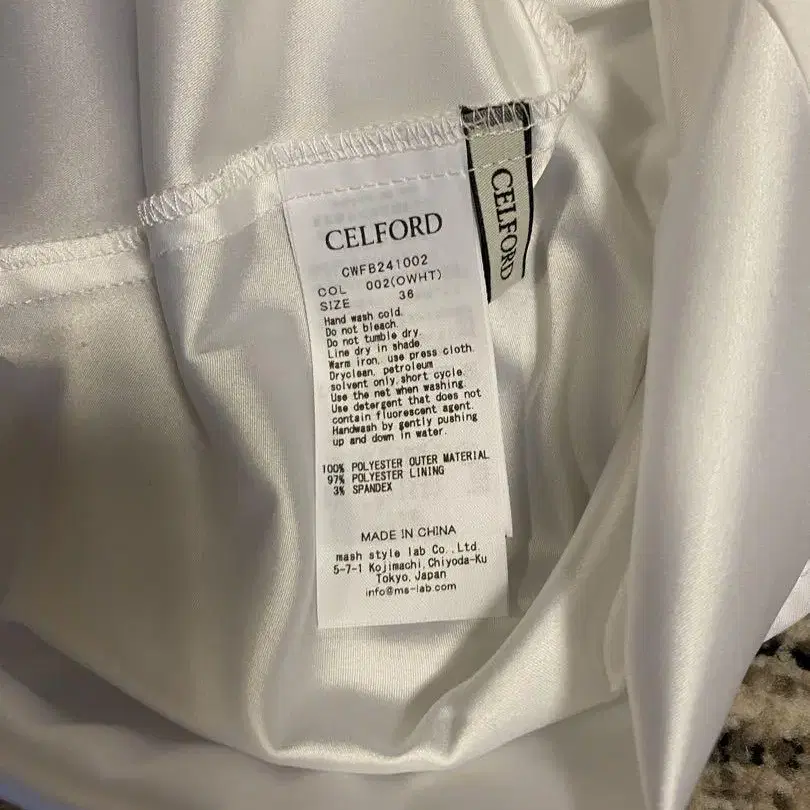 CELFORD
CWFB241002
COL 002(OWHT)
SIZE 36
Hand wash cold.
Do not bleach.
Do not tumble dry.
Line dry in shade.
Warm iron, use press cloth.
Dryclean, petroleum
solvent only,short cycle.
Use the net when washing.
Use detergent that does not
contain fluorescent agent.
Handwash by gently pushing
up and down in water.
100% POLYESTER OUTER MATERIAL
97% POLYESTER LINING
3% SPANDEX
MADE IN CHINA
mash style lab Co.,Ltd.
5-7-1 Kojimachi,Chiyoda-Ku
Tokyo,Japan
info@ms-lab.com
CELFORD